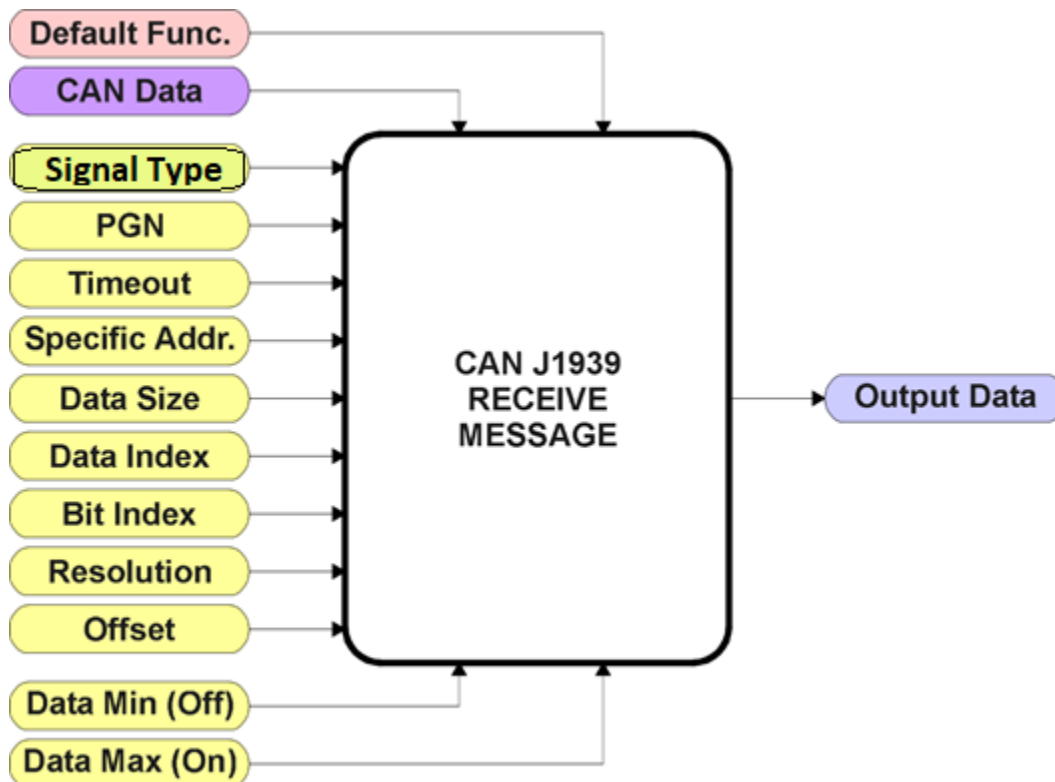 Default Func.
CAN Data
Signal Type
PGN
Timeout
Specific Addr.
Data Size
Data Index
Bit Index
Resolution
Offset
Data Min (Off)
Data Max (On)
CAN J1939
RECEIVE
MESSAGE
Output Data